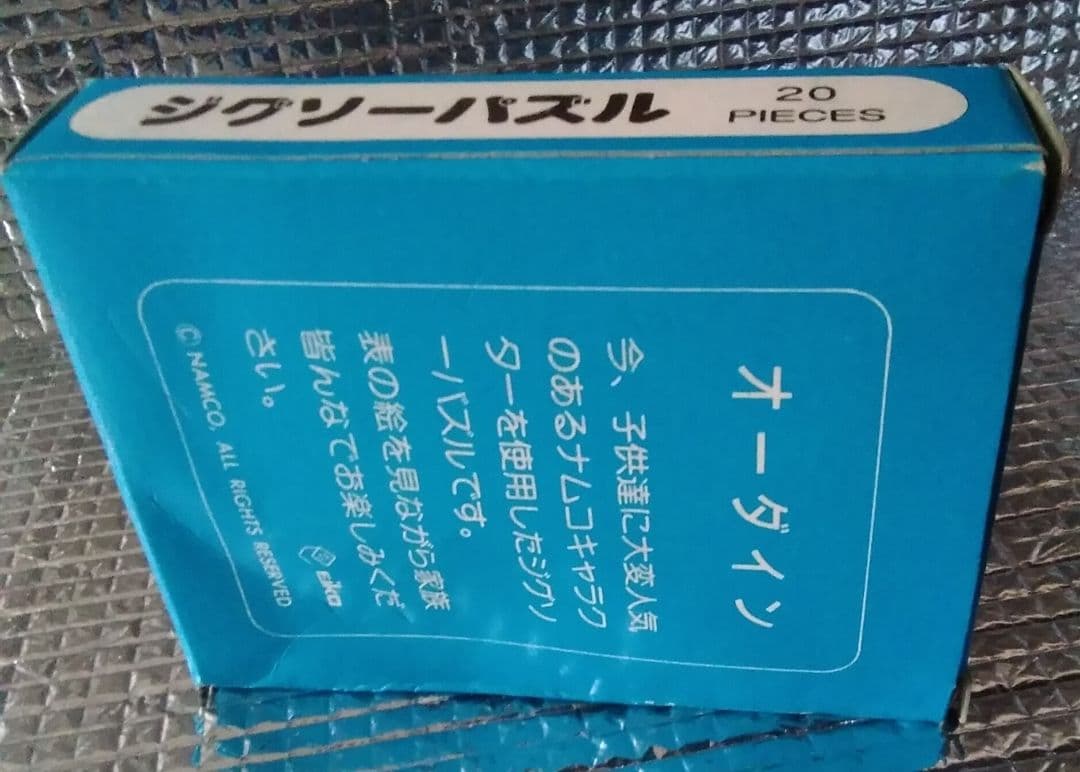 ジグソーパズル
20
PIECES
オーダイン
今、子供達に大変人気
のあるナムコキャラク
ターを使用したジグソ
ーパズルです。
表の絵を見ながら家族
皆んなでお楽しみくだ
さい。
eika
© NAMCO, ALL RIGHTS RESERVED